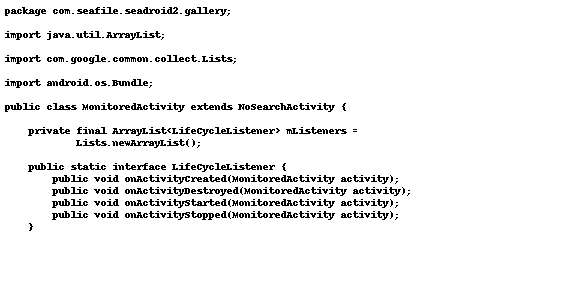 package com.seafile.seadroid2.gallery;
import java.util.ArrayList;
import com.google.common.collect.Lists;
import android.os.Bundle;
public class MonitoredActivity extends NoSearchActivity {
    private final ArrayList<LifeCycleListener> mListeners =
            Lists.newArrayList();
    public static interface LifeCycleListener {
        public void onActivityCreated(MonitoredActivity activity);
        public void onActivityDestroyed(MonitoredActivity activity);
        public void onActivityStarted(MonitoredActivity activity);
        public void onActivityStopped(MonitoredActivity activity);
    }